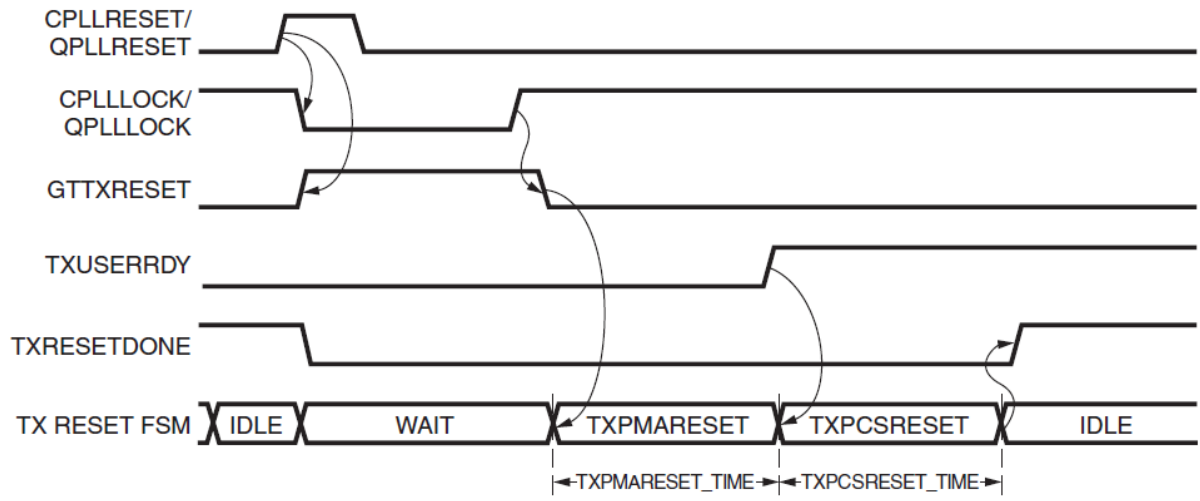 CPLLRESET/
QPLLRESET
CPLLLOCK/
QPLLLOCK
GTTXRESET
TXUSERRDY
TXRESETDONE
TX RESET FSM IDLE WAIT TXPMARESET TXPCSRESET IDLE
TXPMARESET_TIME TXPCSRESET_TIME